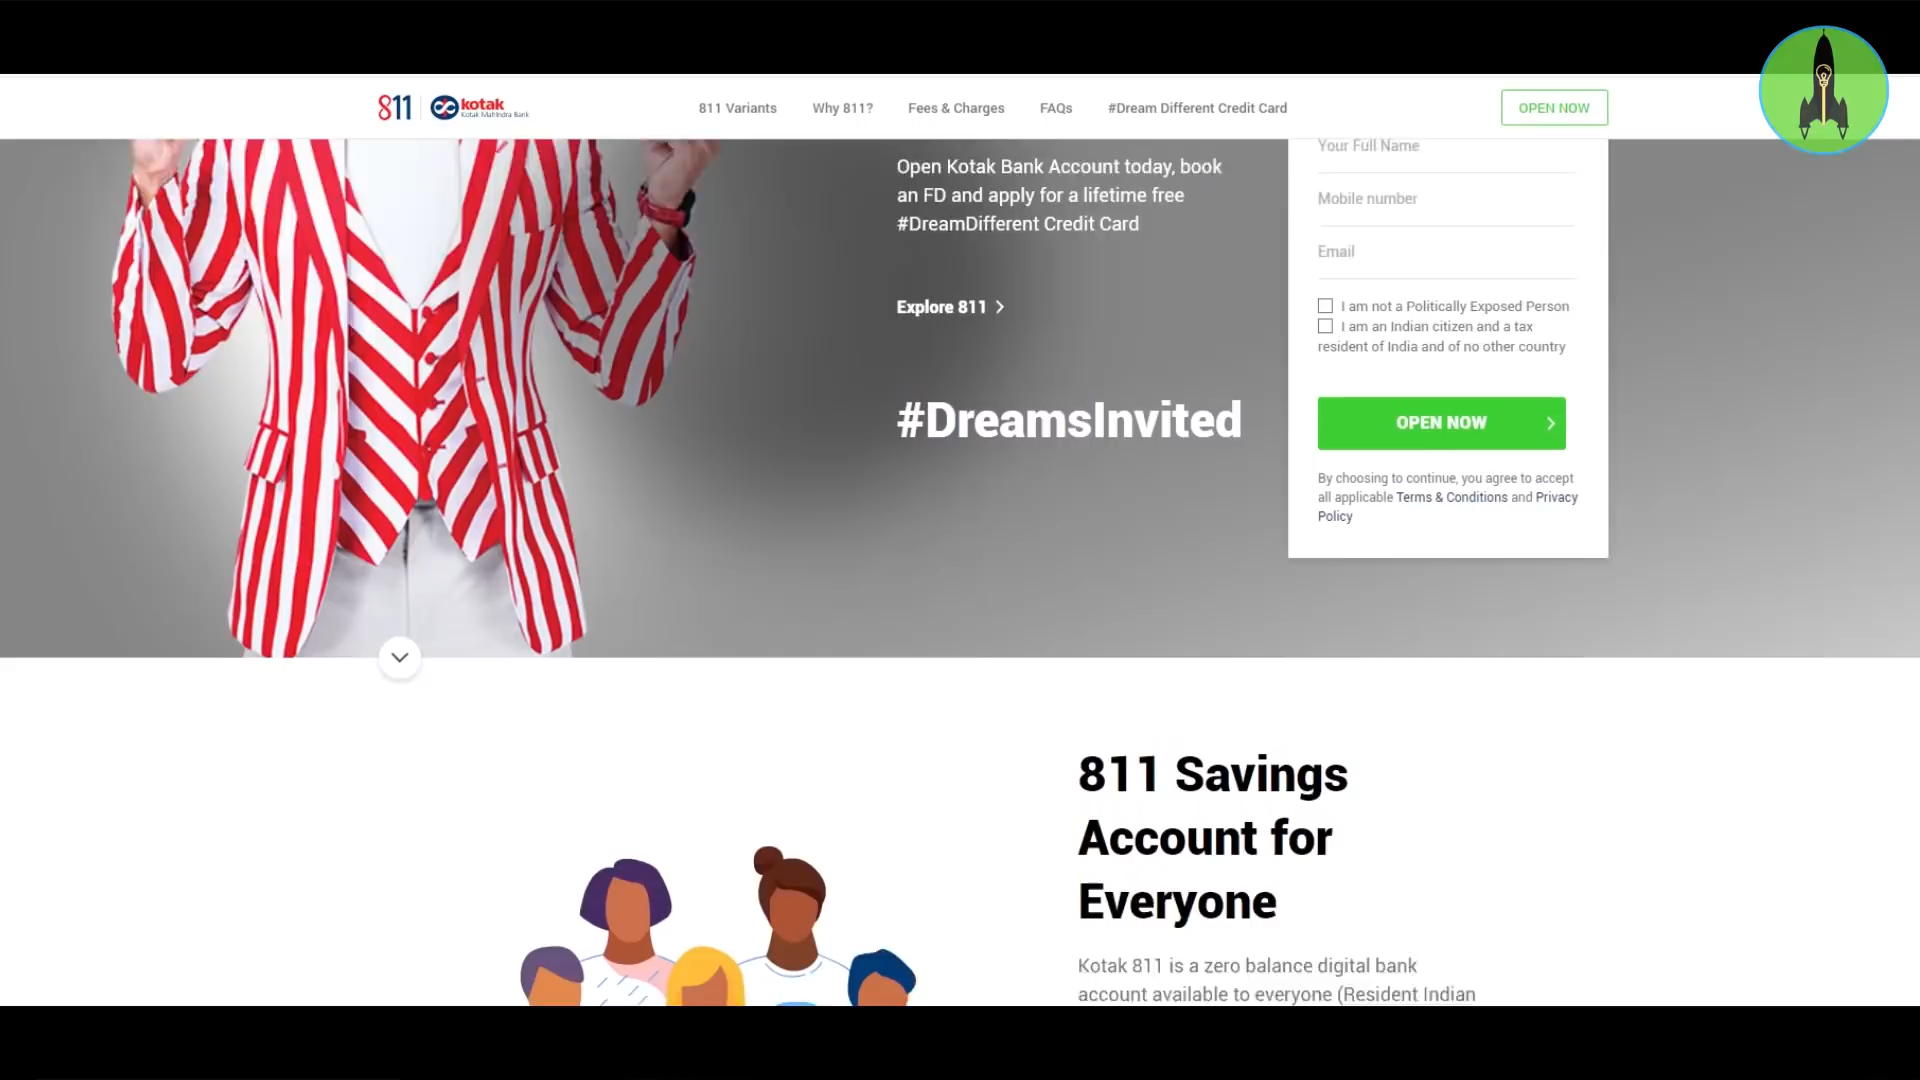 811 kotak
Kotak Mahindra Bank
811 Variants
Why 811?
Fees & Charges
FAQs
#Dream Different Credit Card
OPEN NOW
Open Kotak Bank Account today, book
an FD and apply for a lifetime free
#DreamDifferent Credit Card
Explore 811
#DreamsInvited
Your Full Name
Mobile number
Email
I am not a Politically Exposed Person
I am an Indian citizen and a tax
resident of India and of no other country
OPEN NOW
By choosing to continue, you agree to accept
all applicable Terms & Conditions and Privacy
Policy
811 Savings
Account for
Everyone
Kotak 811 is a zero balance digital bank
account available to everyone (Resident Indian